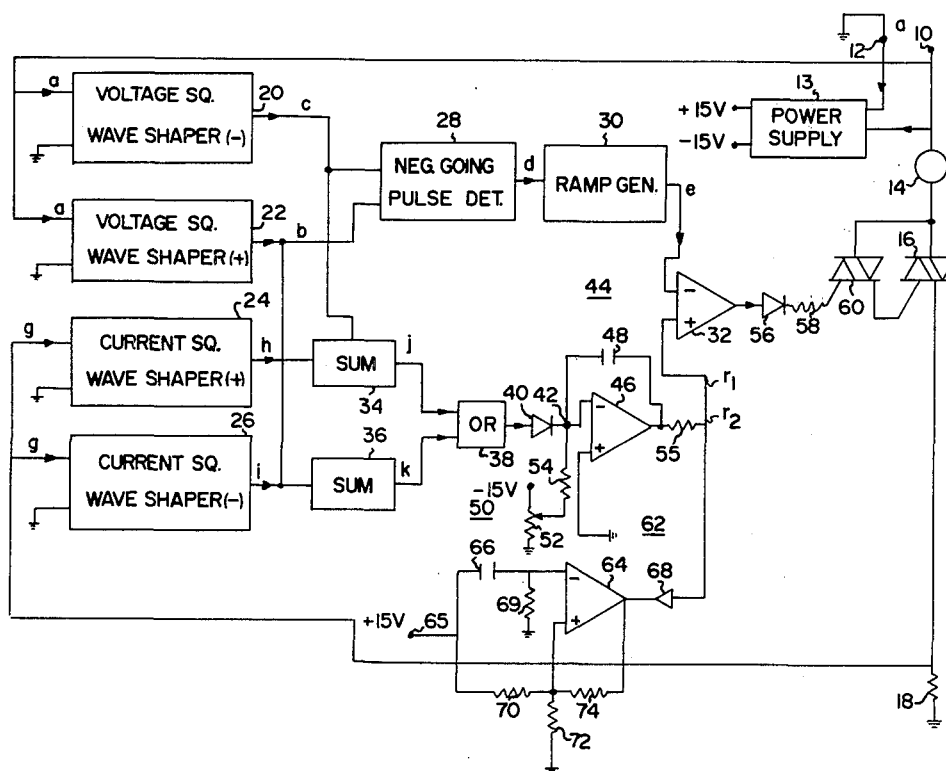 a
10
12
a
20
c
VOLTAGE SQ.
WAVE SHAPER (-)
13
+15V
-15V
POWER
SUPPLY
14
28
NEG. GOING
PULSE DET.
d
30
RAMP GEN.
e
a
22
b
VOLTAGE SQ.
WAVE SHAPER (+)
16
60
44
-
+
32
56
58
g
24
h
CURRENT SQ.
WAVE SHAPER (+)
SUM
34
j
48
r1
r2
40
42
46
-
+
55
OR
38
g
26
i
CURRENT SQ.
WAVE SHAPER (-)
36
SUM
k
54
-15V
50
52
62
66
64
68
-
+
69
+15V
65
70
74
72
18